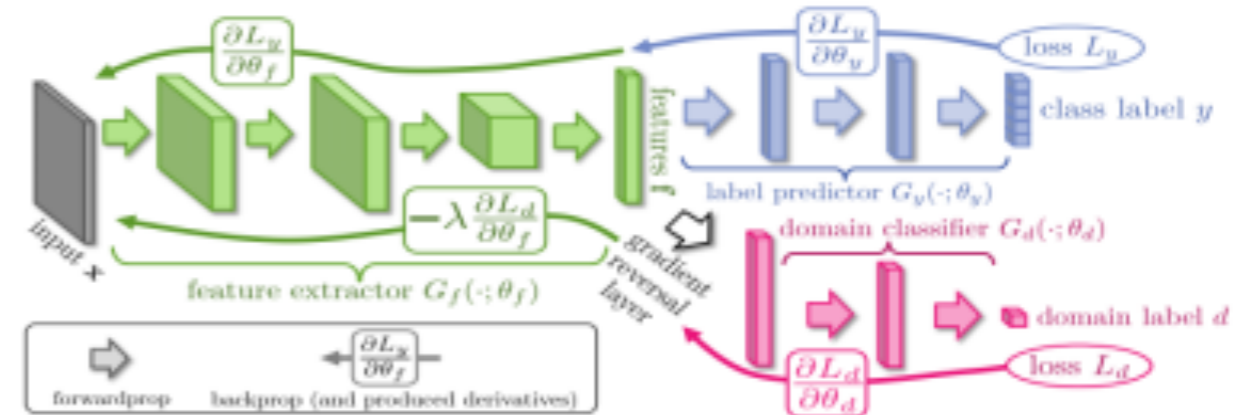 ∂L_y/∂θ_f
∂L_y/∂θ_y
loss L_y
features f
class label y
label predictor G_y(·; θ_y)
input x
−λ ∂L_d/∂θ_f
domain classifier G_d(·; θ_d)
gradient
reversal
layer
feature extractor G_f(·; θ_f)
domain label d
∂L_d/∂θ_d
loss L_d
∂L_y/∂θ_f
forwardprop
backprop (and produced derivatives)